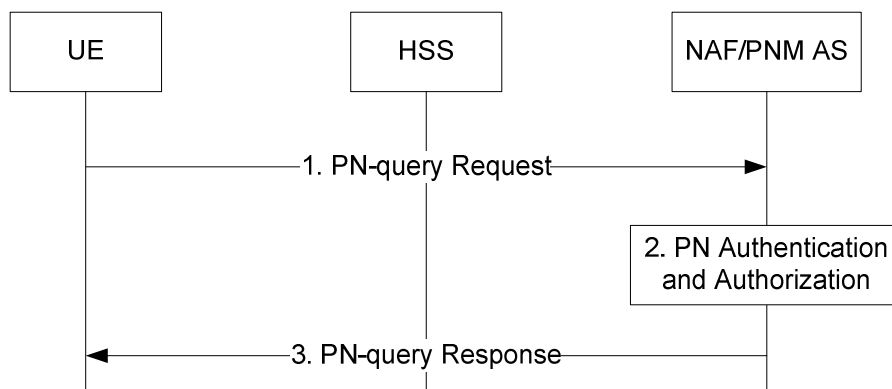 UE
HSS
NAF/PNM AS
1. PN-query Request
2. PN Authentication
and Authorization
3. PN-query Response